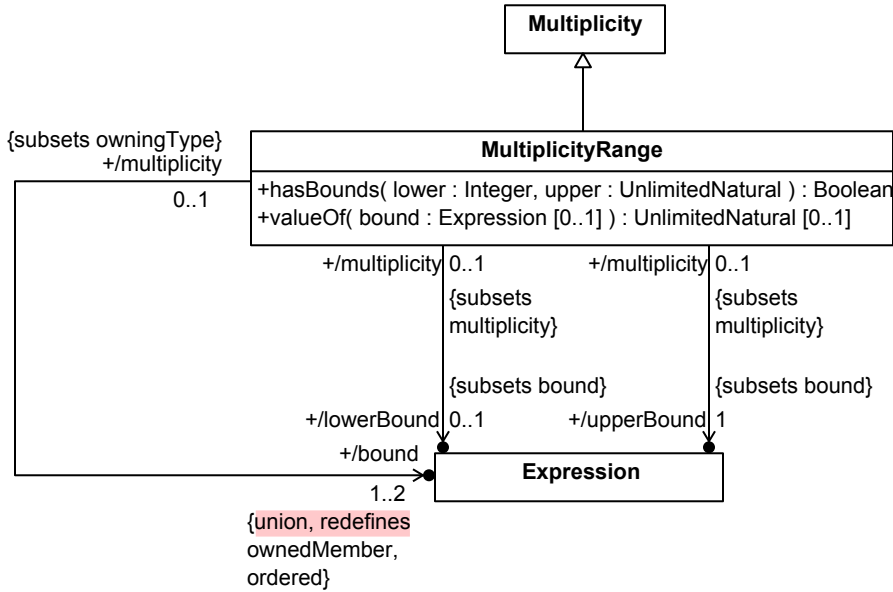 Multiplicity
{subsets owningType}
+/multiplicity
0..1
MultiplicityRange
+hasBounds( lower : Integer, upper : UnlimitedNatural ) : Boolean
+valueOf( bound : Expression [0..1] ) : UnlimitedNatural [0..1]
+/multiplicity 0..1
{subsets
multiplicity}
+/multiplicity 0..1
{subsets
multiplicity}
{subsets bound}
+/lowerBound 0..1
{subsets bound}
+/upperBound 1
+/bound
1..2
{union, redefines
ownedMember,
ordered}
Expression